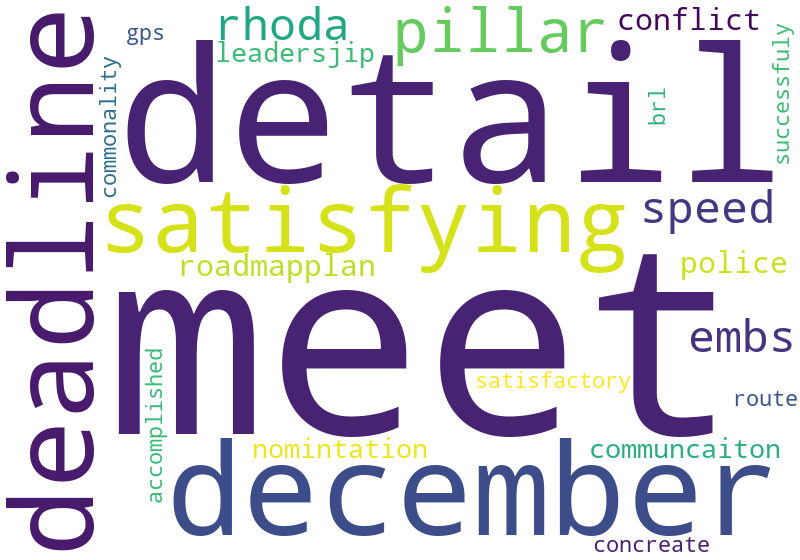 deadline
gps
rhoda
pillar
conflict
leadersjip
commonality
detail
brl
successfuly
satisfying
speed
roadmapplan
police
meet
embs
satisfactory
accomplished
route
nomintation
communcaiton
december
concreate